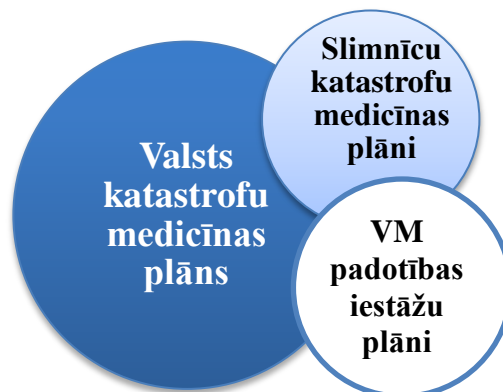 Valsts
katastrofu
medicīnas
plāns
Slimnīcu
katastrofu
medicīnas
plāni
VM
padotības
iestāžu
plāni